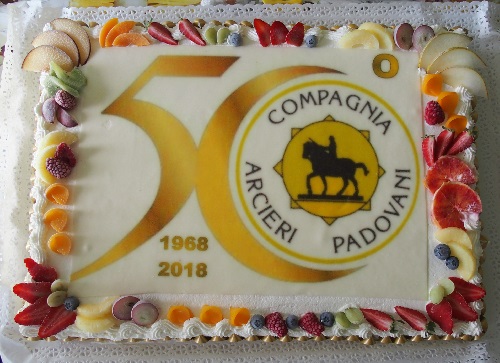 50°
COMPAGNIA
ARCIERI PADOVANI
1968
2018